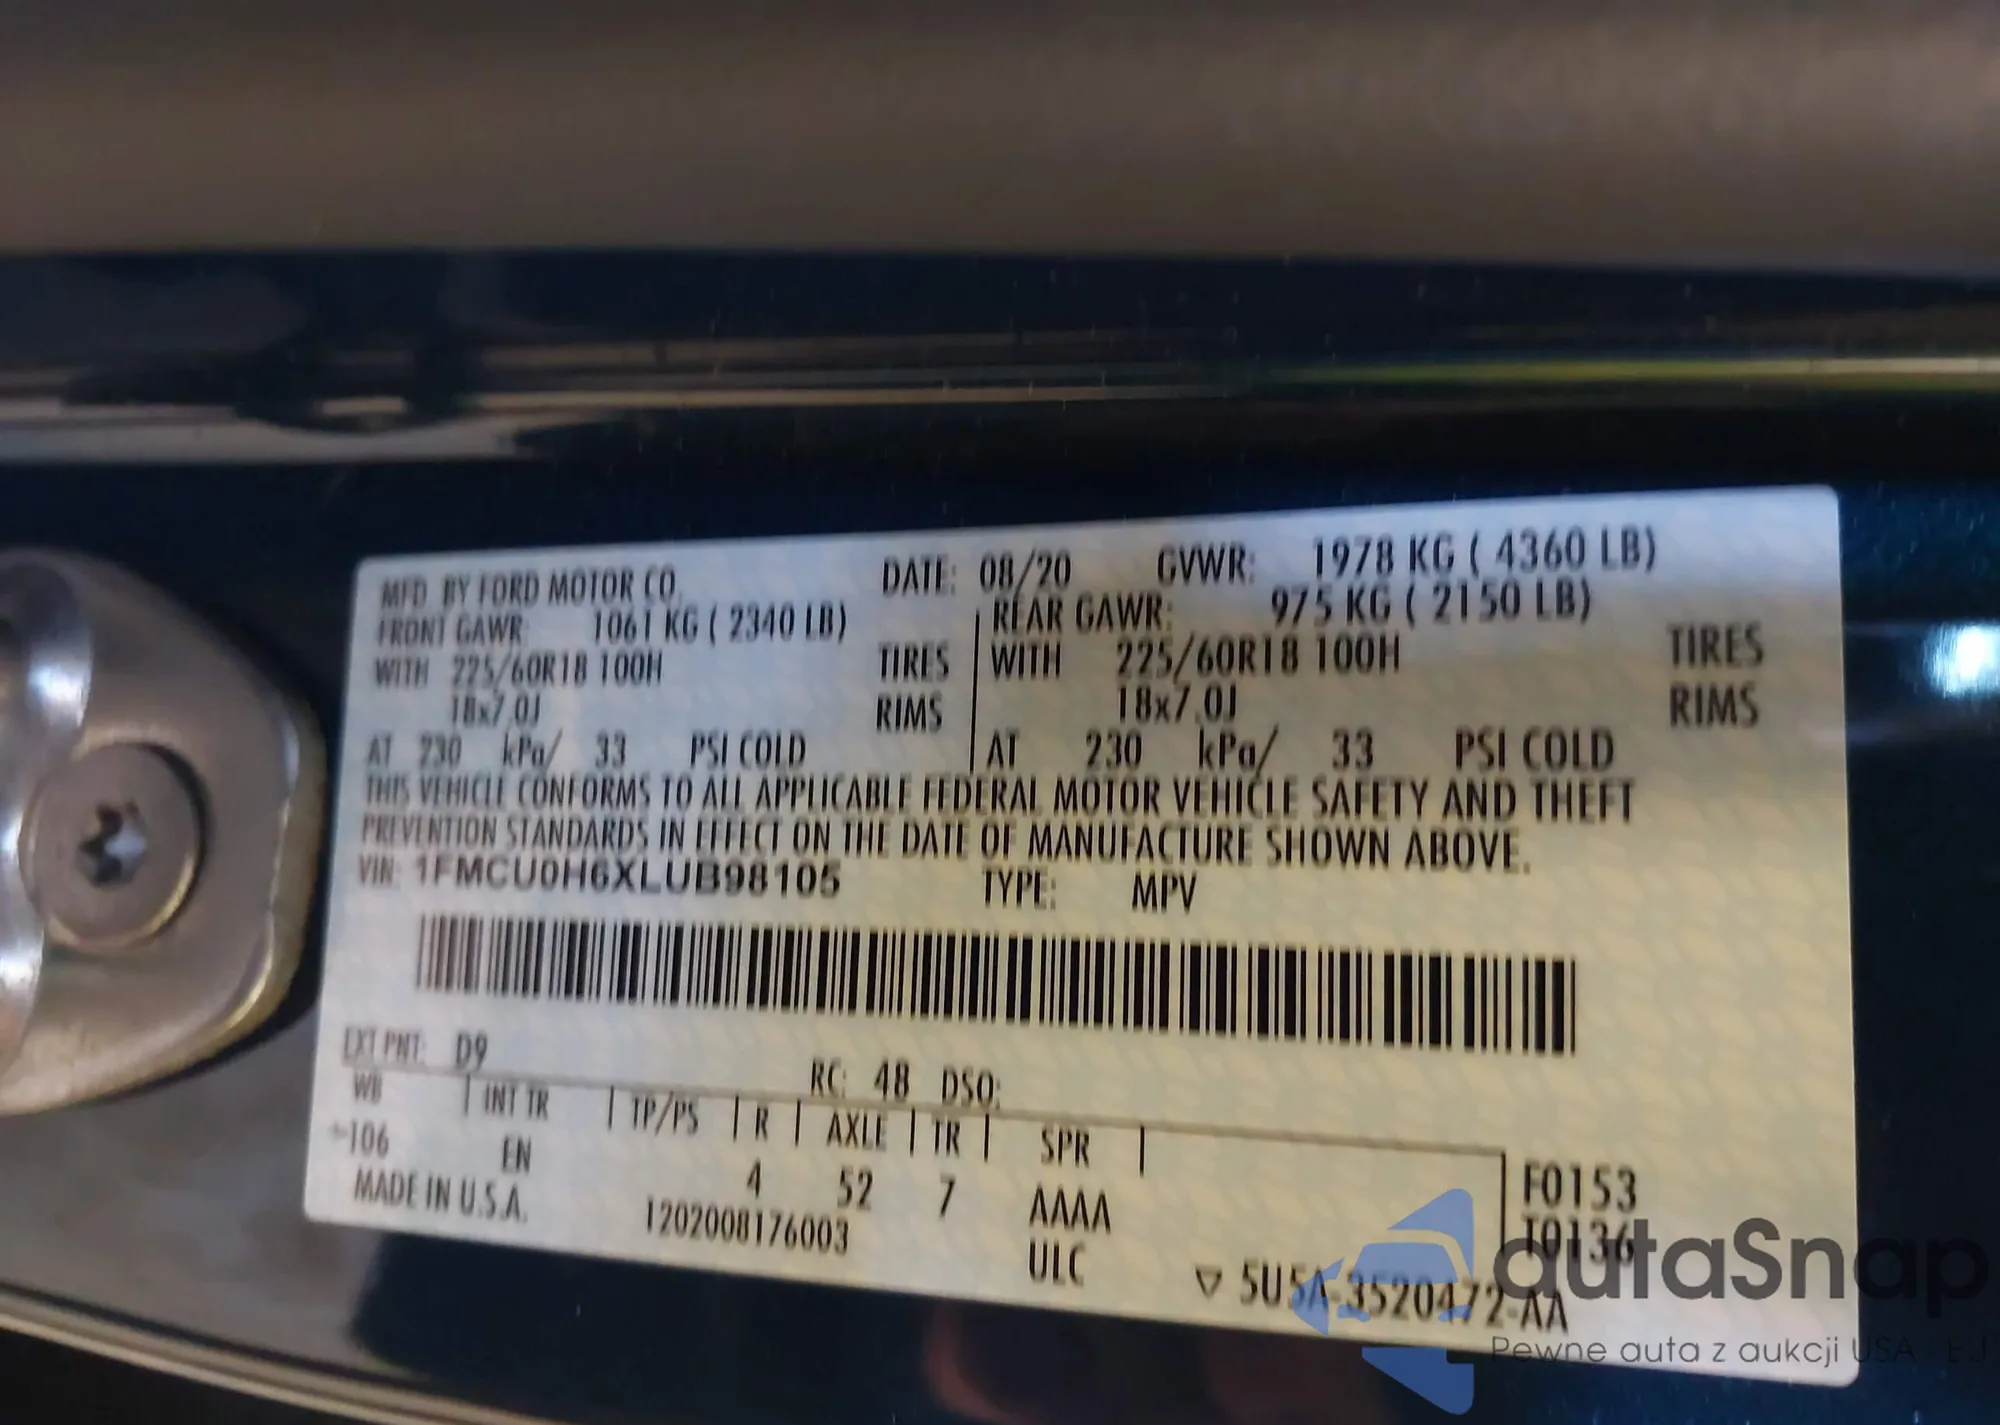 MFD. BY FORD MOTOR CO. DATE: 08/20 GVWR: 1978 KG ( 4360 LB)
FRONT GAWR: 1061 KG ( 2340 LB) REAR GAWR: 975 KG ( 2150 LB)
WITH 225/60R18 100H TIRES WITH 225/60R18 100H TIRES
18x7.0J RIMS 18x7.0J RIMS
AT 230 kPa/ 33 PSI COLD AT 230 kPa/ 33 PSI COLD
THIS VEHICLE CONFORMS TO ALL APPLICABLE FEDERAL MOTOR VEHICLE SAFETY AND THEFT
PREVENTION STANDARDS IN EFFECT ON THE DATE OF MANUFACTURE SHOWN ABOVE.
VIN: 1FMCU0H6XLUB98105 TYPE: MPV
EXT PNT: D9 RC: 48 DSO:
WB INT TR TP/PS R AXLE TR SPR
106 EN 4 52 7 AAAA F0153
MADE IN U.S.A. 1202008176003 ULC T0136
5U5A-3520472-AA
autaSnap
Pewne auta z aukcji USA